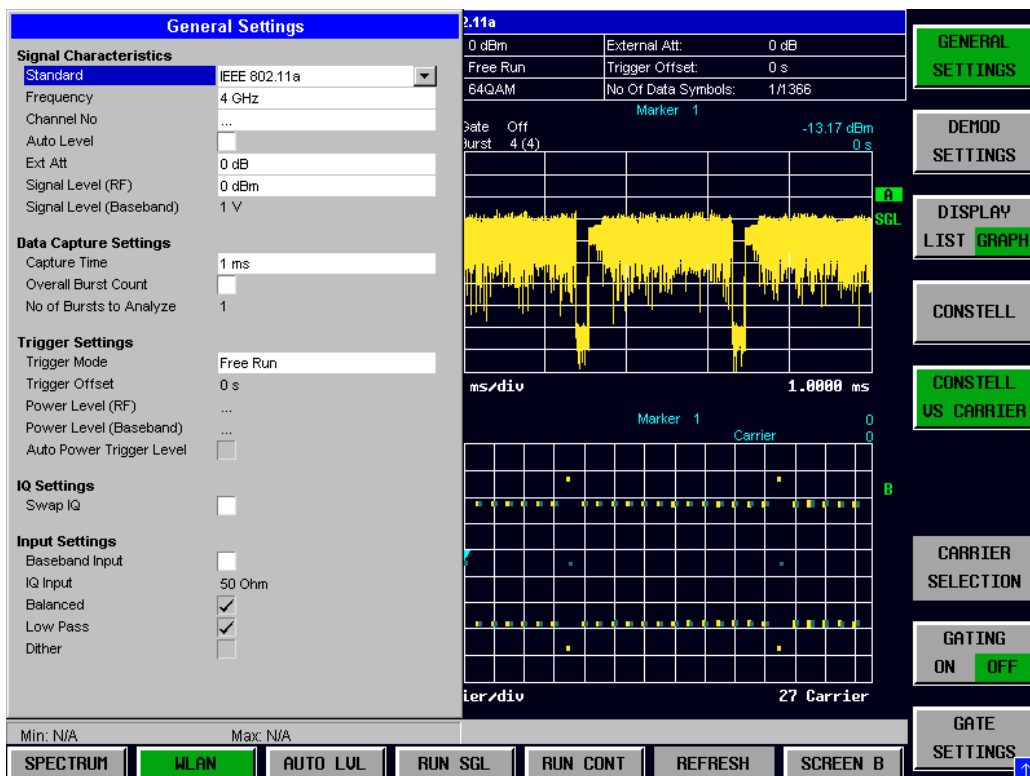 General Settings
Signal Characteristics
Standard IEEE 802.11a
Frequency 4 GHz
Channel No ...
Auto Level
Ext Att 0 dB
Signal Level (RF) 0 dBm
Signal Level (Baseband) 1 V
Data Capture Settings
Capture Time 1 ms
Overall Burst Count
No of Bursts to Analyze 1
Trigger Settings
Trigger Mode Free Run
Trigger Offset 0 s
Power Level (RF) ...
Power Level (Baseband) ...
Auto Power Trigger Level
IQ Settings
Swap IQ
Input Settings
Baseband Input
IQ Input 50 Ohm
Balanced
Low Pass
Dither
2.11a
0 dBm External Att: 0 dB
Free Run Trigger Offset: 0 s
64QAM No Of Data Symbols: 1/1366
Marker 1
Gate Off -13.17 dBm
Burst 4 (4) 0 s
A
SGL
ms/div 1.0000 ms
Marker 1 0
Carrier 0
B
ier/div 27 Carrier
GENERAL
SETTINGS
DEMOD
SETTINGS
DISPLAY
LIST GRAPH
CONSTELL
CONSTELL
VS CARRIER
CARRIER
SELECTION
GATING
ON OFF
GATE
SETTINGS
Min: N/A Max: N/A
SPECTRUM WLAN AUTO LVL RUN SGL RUN CONT REFRESH SCREEN B